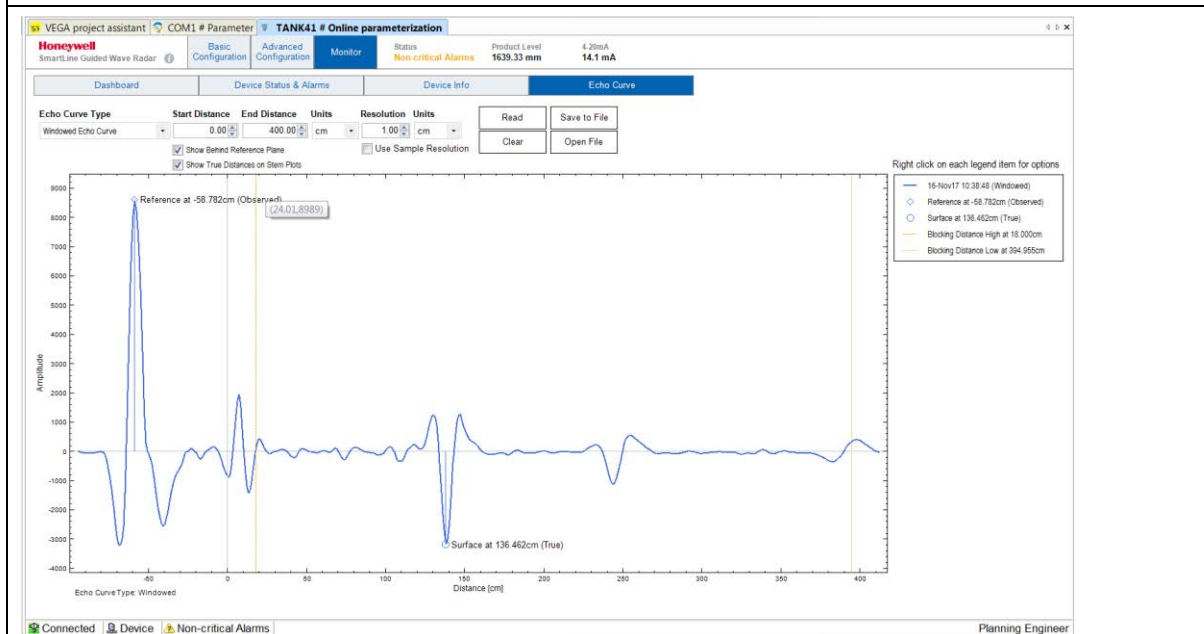 VEGA project assistant COM1 # Parameter TANK41 # Online parameterization
Honeywell
SmartLine Guided Wave Radar
Basic Configuration
Advanced Configuration
Monitor
Status
Non-critical Alarms
Product Level
1639.33 mm
4-20mA
14.1 mA
Dashboard Device Status & Alarms Device Info Echo Curve
Echo Curve Type Start Distance End Distance Units Resolution Units
Windowed Echo Curve 0.00 400.00 cm 1.00 cm
Read Save to File
Clear Open File
Show Behind Reference Plane Use Sample Resolution
Show True Distances on Stem Plots
Right click on each legend item for options
16-Nov17 10:38:48 (Windowed)
Reference at -58.782cm (Observed)
Surface at 136.462cm (True)
Blocking Distance High at 18.000cm
Blocking Distance Low at 394.955cm
Reference at -58.782cm (Observed)
(24.01,8989)
Surface at 136.462cm (True)
Amplitude
9000
8000
7000
6000
5000
4000
3000
2000
1000
0
-1000
-2000
-3000
-4000
-50 0 50 100 150 200 250 300 350 400
Distance [cm]
Echo Curve Type: Windowed
Connected Device Non-critical Alarms Planning Engineer